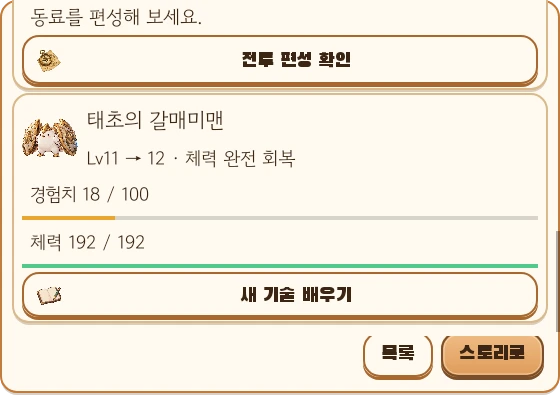 동료를 편성해 보세요.
전투 편성 확인
태초의 갈매미맨
Lv11 → 12 · 체력 완전 회복
경험치 18 / 100
체력 192 / 192
새 기술 배우기
목록
스토리로